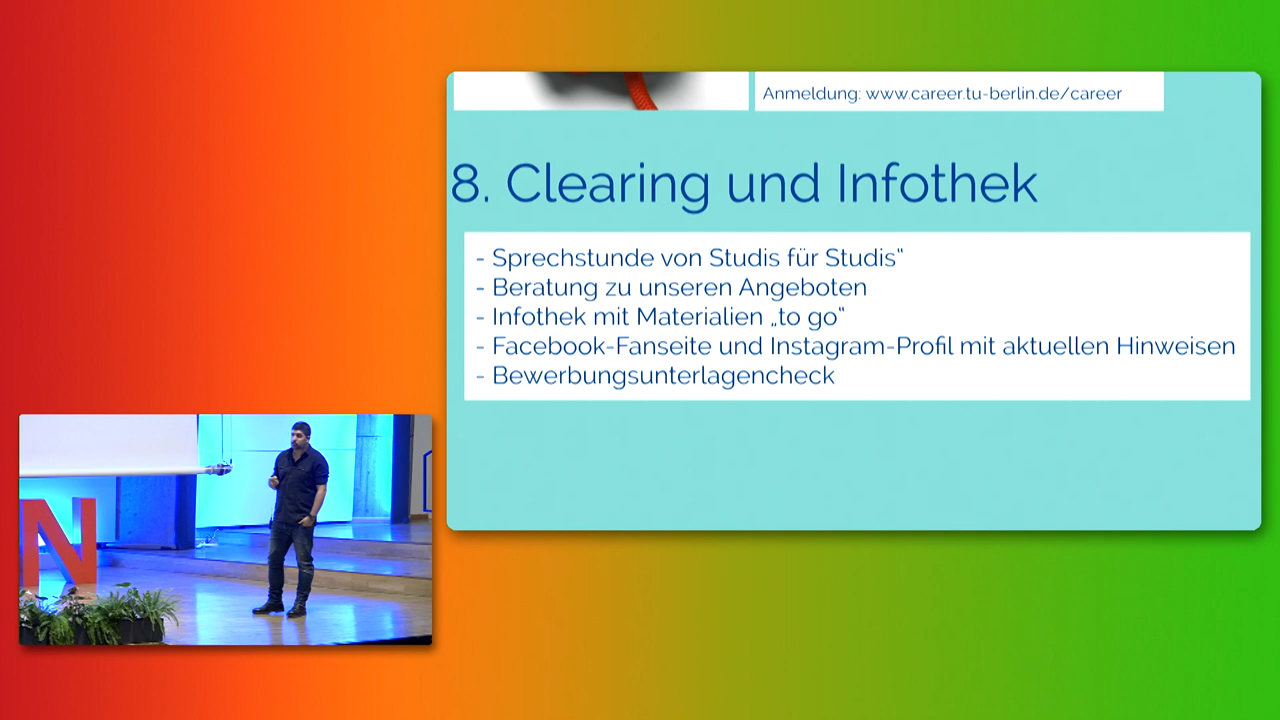 Anmeldung: www.career.tu-berlin.de/career
8. Clearing und Infothek
- Sprechstunde von Studis für Studis“
- Beratung zu unseren Angeboten
- Infothek mit Materialien „to go“
- Facebook-Fanseite und Instagram-Profil mit aktuellen Hinweisen
- Bewerbungsunterlagencheck
N